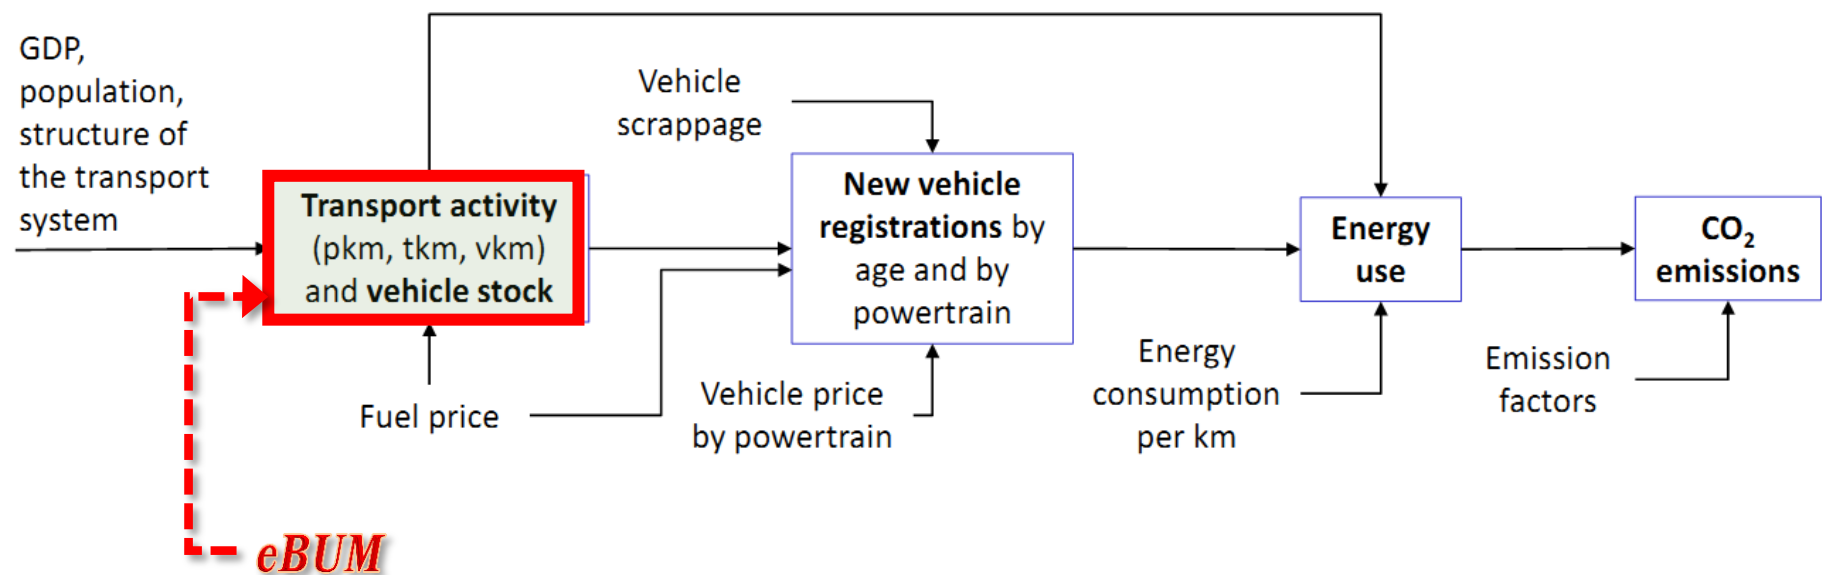 GDP,
population,
structure of
the transport
system
Transport activity
(pkm, tkm, vkm)
and vehicle stock
Fuel price
Vehicle
scrappage
New vehicle
registrations by
age and by
powertrain
Vehicle price
by powertrain
Energy
use
Energy
consumption
per km
CO₂
emissions
Emission
factors
eBUM